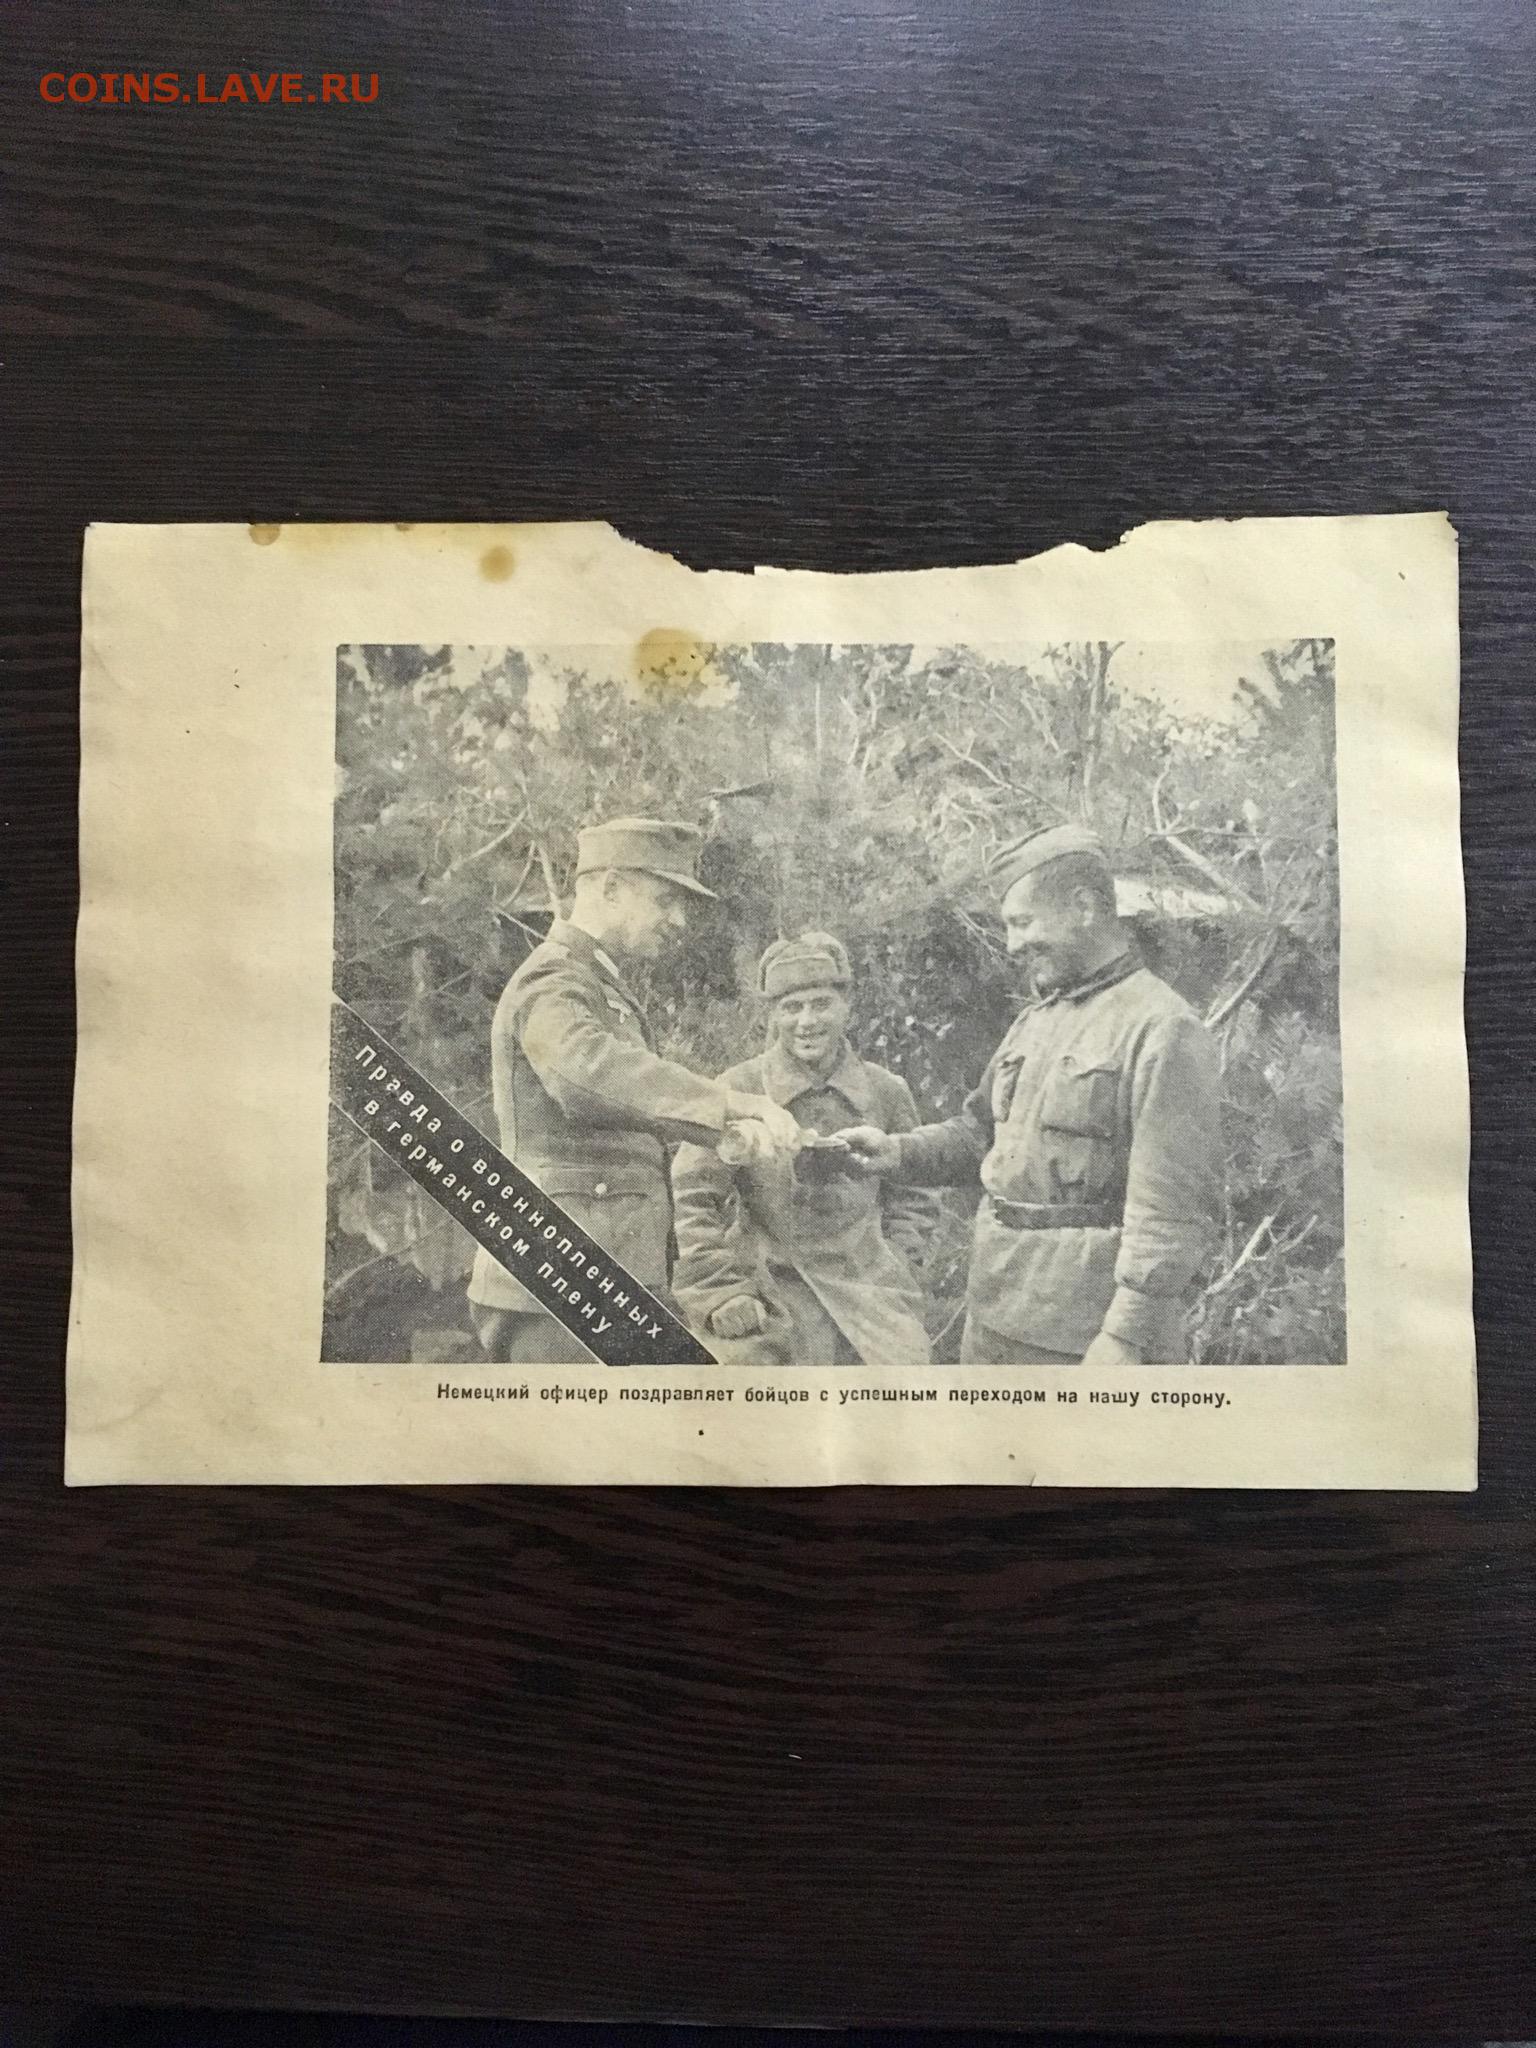 COINS.LAVE.RU
Правда о военнопленных
в германском плену
Немецкий офицер поздравляет бойцов с успешным переходом на нашу сторону.